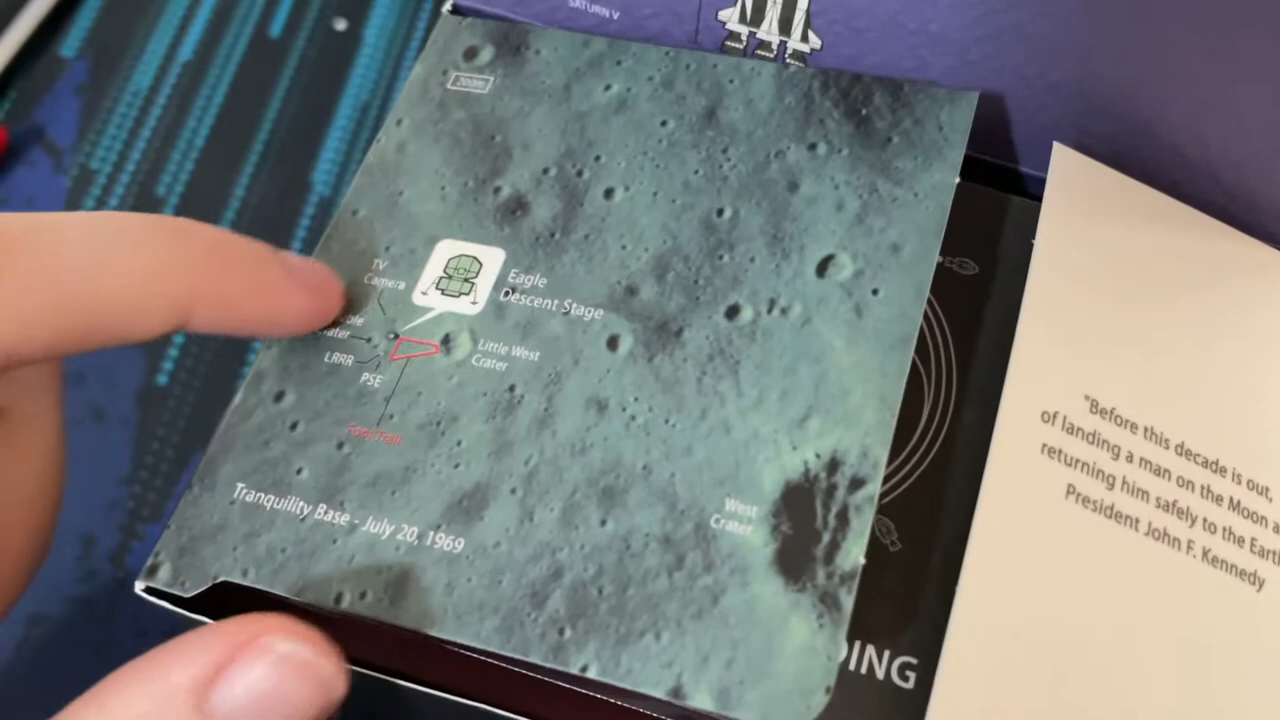 SATURN V
200m
TV
Camera
Eagle
Descent Stage
LRRR
PSE
Little West
Crater
Foot Trail
Tranquility Base - July 20, 1969
West
Crater
"Before this decade is out,
of landing a man on the Moon
returning him safely to the Earth
President John F. Kennedy